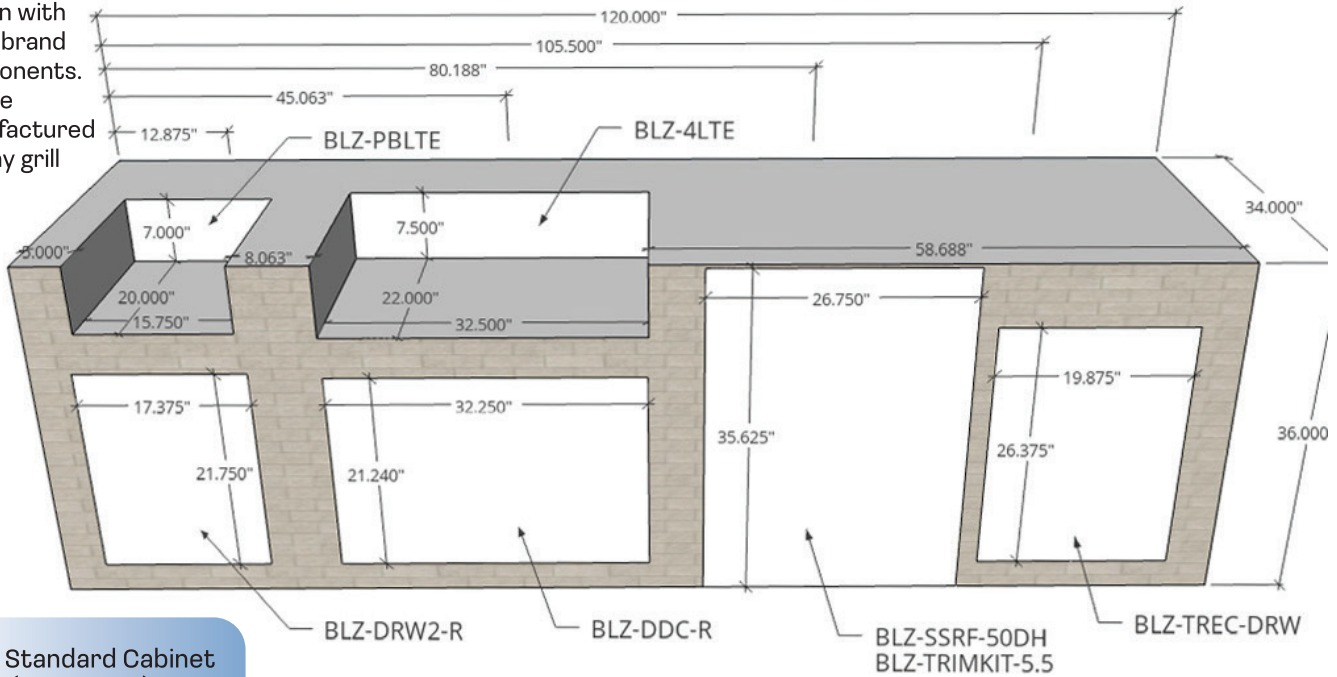 n with
brand
onents.
e
factured
y grill
120.000"
105.500"
80.188"
45.063"
12.875"
BLZ-PBLTE
BLZ-4LTE
34.000"
7.000"
7.500"
5.000"
8.063"
58.688"
20.000"
22.000"
26.750"
15.750"
32.500"
19.875"
17.375"
32.250"
36.000
35.625"
26.375"
21.750"
21.240"
BLZ-DRW2-R
BLZ-DDC-R
BLZ-SSRF-50DH
BLZ-TRIMKIT-5.5
BLZ-TREC-DRW
Standard Cabinet